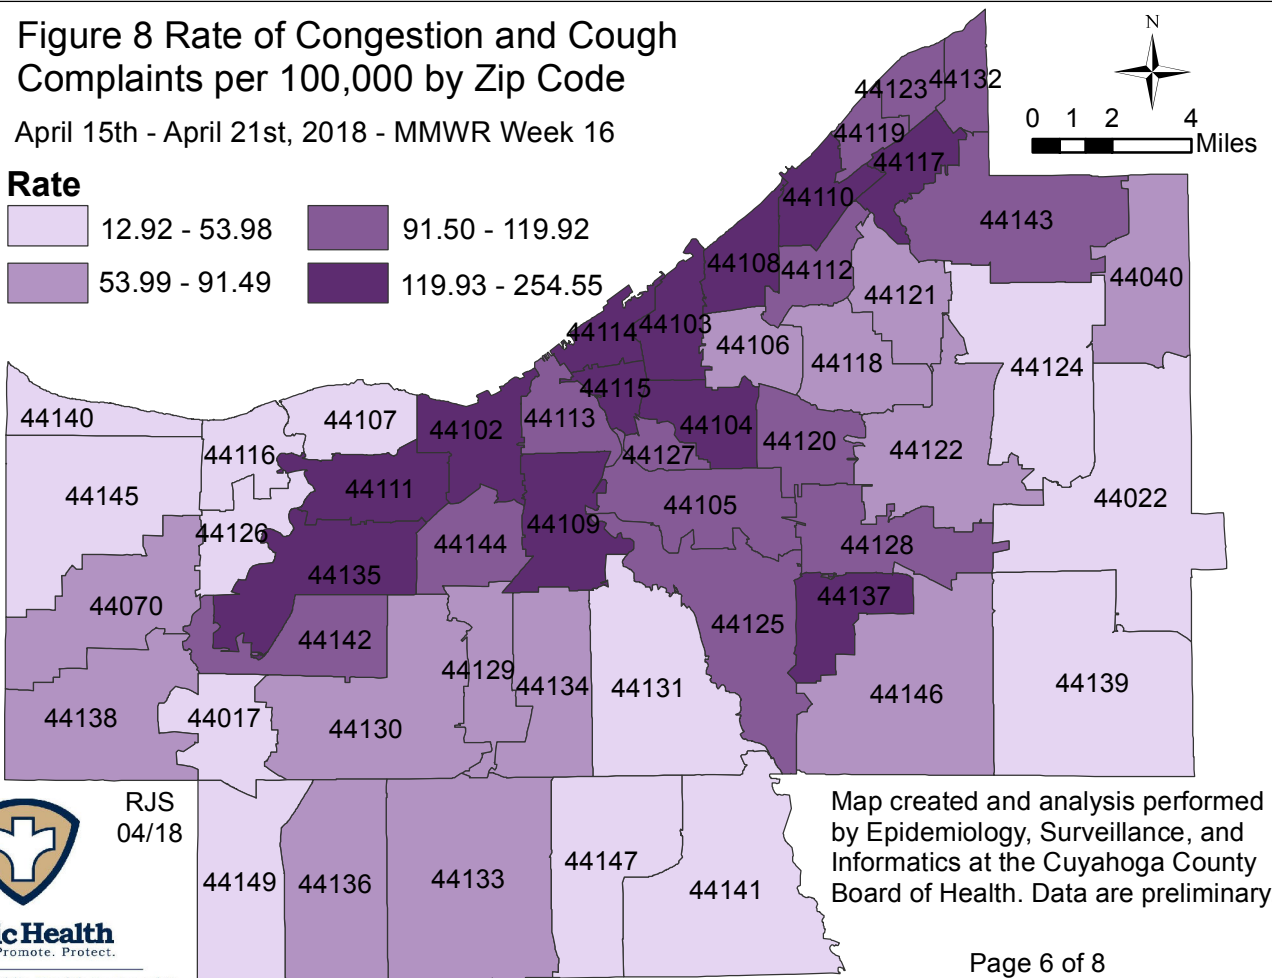 Figure 8 Rate of Congestion and Cough
Complaints per 100,000 by Zip Code
April 15th - April 21st, 2018 - MMWR Week 16
N
0 1 2 4
Miles
Rate
12.92 - 53.98
91.50 - 119.92
53.99 - 91.49
119.93 - 254.55
44123
44132
44119
44117
44110
44143
44108
44112
44040
44121
44114
44103
44106
44118
44124
44115
44140
44107
44102
44113
44104
44120
44116
44127
44122
44111
44145
44022
44105
44109
44126
44144
44128
44135
44137
44070
44125
44142
44129
44134
44131
44139
44146
44138
44017
44130
RJS
04/18
Map created and analysis performed
by Epidemiology, Surveillance, and
Informatics at the Cuyahoga County
Board of Health. Data are preliminary
44147
44149
44136
44133
44141
ic Health
Promote. Protect.
Page 6 of 8